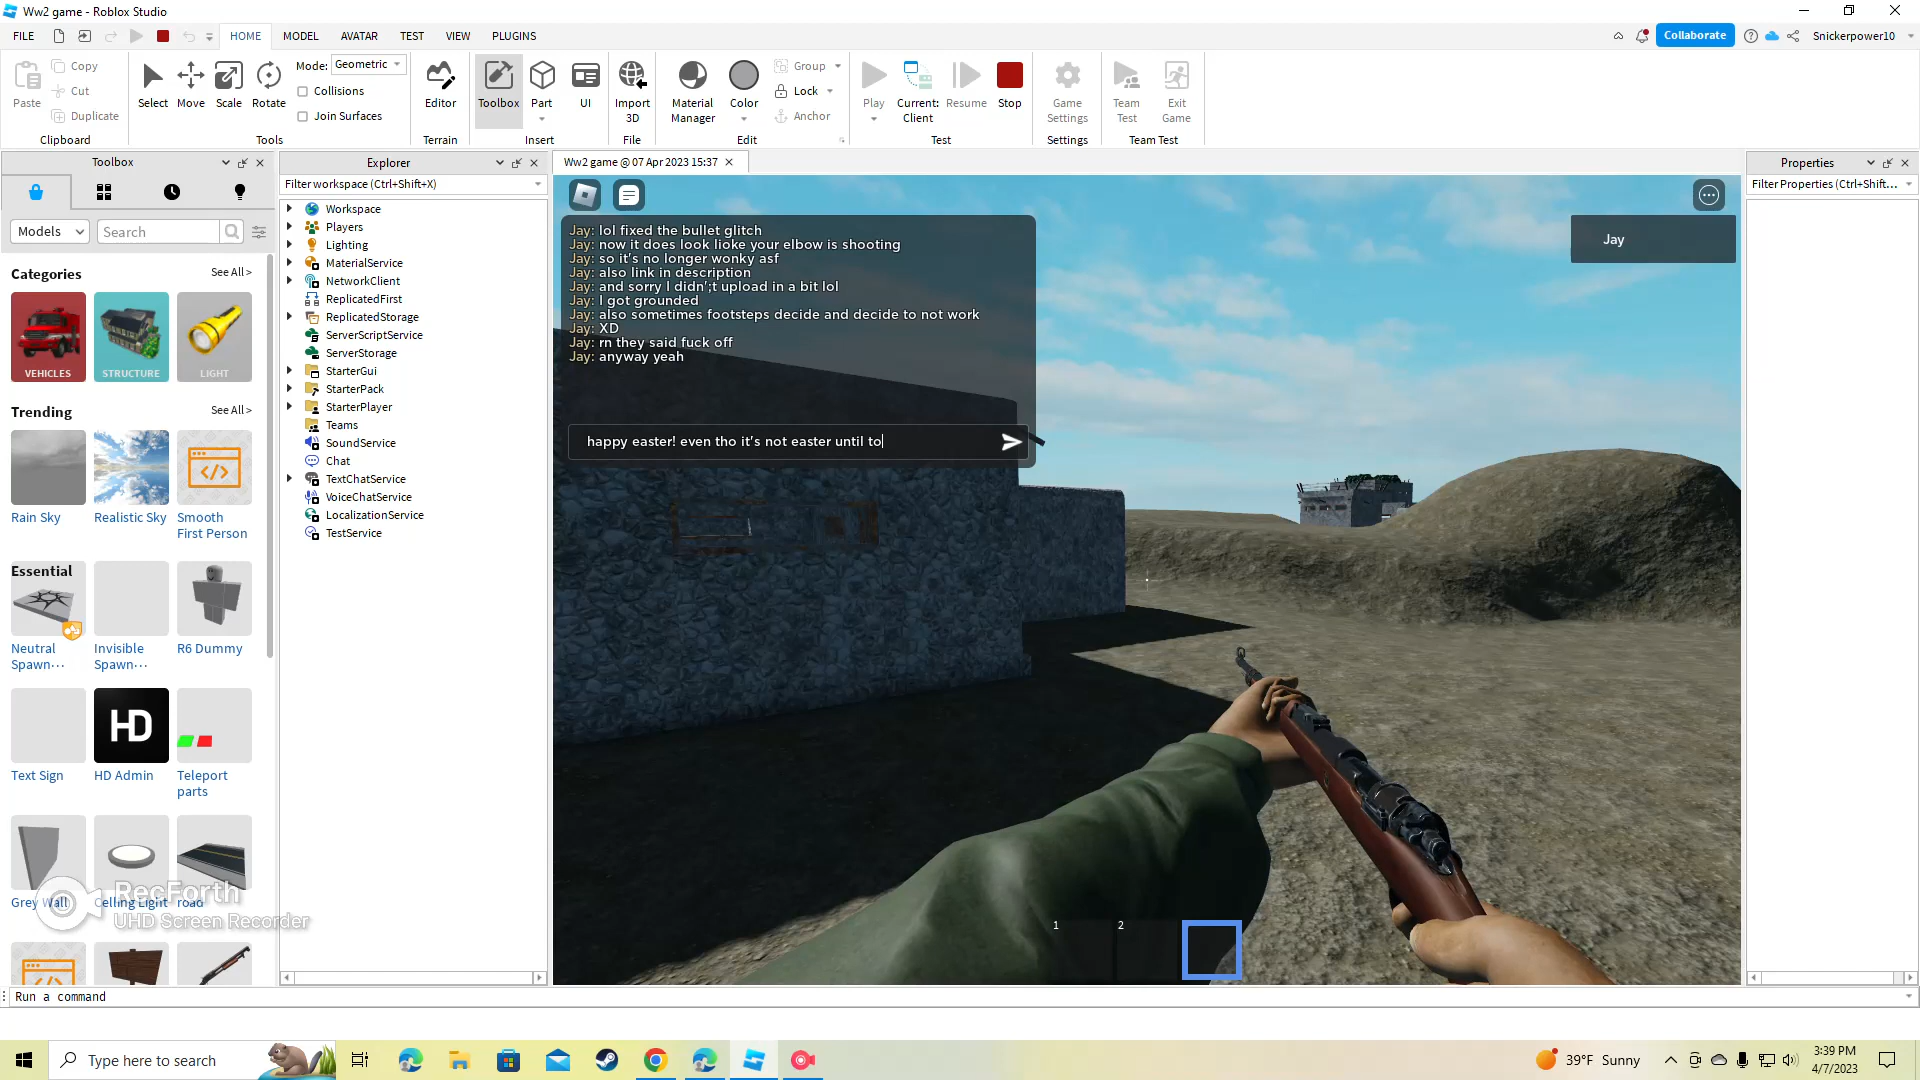 Ww2 game - Roblox Studio
FILE HOME MODEL AVATAR TEST VIEW PLUGINS Collaborate Snickerpower10
Paste Copy Cut Duplicate Clipboard
Select Move Scale Rotate Mode: Geometric Collisions Join Surfaces Tools
Editor Terrain
Toolbox Part UI Insert
Import 3D File
Material Manager Color Group Lock Anchor Edit
Play Current: Client Resume Stop Test
Game Settings Settings
Team Test Exit Game Team Test
Toolbox
Models Search
Categories See All >
VEHICLES STRUCTURE LIGHT
Trending See All >
Rain Sky Realistic Sky Smooth First Person
Essential
Neutral Spawn··· Invisible Spawn··· R6 Dummy
HD
Text Sign HD Admin Teleport parts
Grey Wall Ceiling Light road
RecForth
UHD Screen Recorder
Explorer
Filter workspace (Ctrl+Shift+X)
Workspace
Players
Lighting
MaterialService
NetworkClient
ReplicatedFirst
ReplicatedStorage
ServerScriptService
ServerStorage
StarterGui
StarterPack
StarterPlayer
Teams
SoundService
Chat
TextChatService
VoiceChatService
LocalizationService
TestService
Ww2 game @ 07 Apr 2023 15:37
Jay: lol fixed the bullet glitch
Jay: now it does look lioke your elbow is shooting
Jay: so it's no longer wonky asf
Jay: also link in description
Jay: and sorry I didn';t upload in a bit lol
Jay: I got grounded
Jay: also sometimes footsteps decide and decide to not work
Jay: XD
Jay: rn they said fuck off
Jay: anyway yeah
happy easter! even tho it's not easter until to
Jay
1 2
Properties
Filter Properties (Ctrl+Shift...
Run a command
Type here to search
39°F Sunny
3:39 PM
4/7/2023